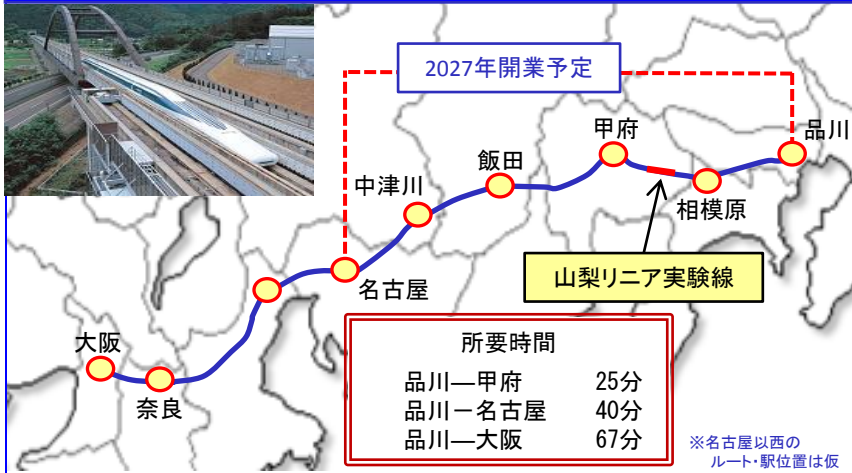 2027年開業予定
品川
甲府
飯田
中津川
相模原
山梨リニア実験線
名古屋
大阪
奈良
所要時間
品川―甲府 25分
品川－名古屋 40分
品川―大阪 67分
※名古屋以西の
ルート・駅位置は仮